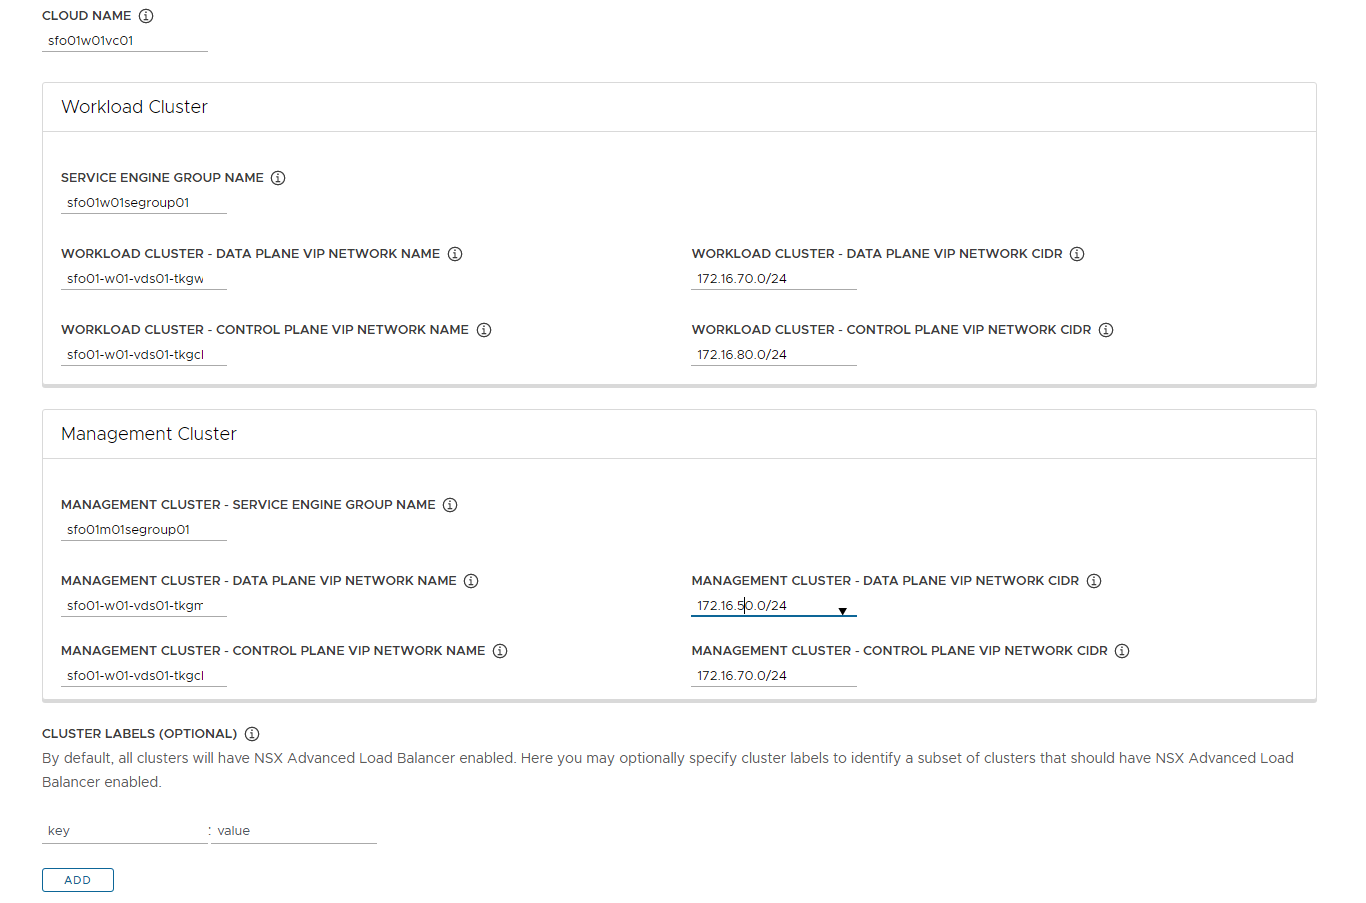 CLOUD NAME
sfo01w01vc01
Workload Cluster
SERVICE ENGINE GROUP NAME
sfo01w01segroup01
WORKLOAD CLUSTER - DATA PLANE VIP NETWORK NAME
sfo01-w01-vds01-tkgw
WORKLOAD CLUSTER - DATA PLANE VIP NETWORK CIDR
172.16.70.0/24
WORKLOAD CLUSTER - CONTROL PLANE VIP NETWORK NAME
sfo01-w01-vds01-tkgcl
WORKLOAD CLUSTER - CONTROL PLANE VIP NETWORK CIDR
172.16.80.0/24
Management Cluster
MANAGEMENT CLUSTER - SERVICE ENGINE GROUP NAME
sfo01m01segroup01
MANAGEMENT CLUSTER - DATA PLANE VIP NETWORK NAME
sfo01-w01-vds01-tkgm
MANAGEMENT CLUSTER - DATA PLANE VIP NETWORK CIDR
172.16.50.0/24
MANAGEMENT CLUSTER - CONTROL PLANE VIP NETWORK NAME
sfo01-w01-vds01-tkgcl
MANAGEMENT CLUSTER - CONTROL PLANE VIP NETWORK CIDR
172.16.70.0/24
CLUSTER LABELS (OPTIONAL)
By default, all clusters will have NSX Advanced Load Balancer enabled. Here you may optionally specify cluster labels to identify a subset of clusters that should have NSX Advanced Load
Balancer enabled.
key : value
ADD